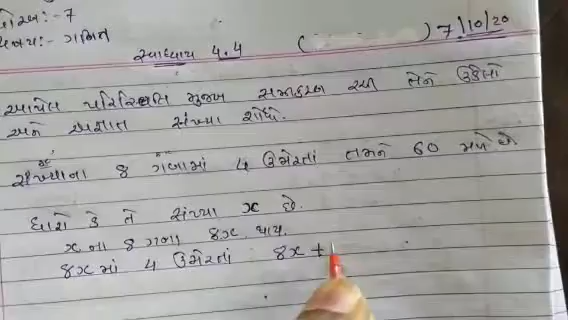 ધોરણ:- 7
વિષય:- ગણિત
સ્વાધ્યાય 4.4 ( ) 7/10/20
આપેલ પરિસ્થિતિ મુજબ સમીકરણ રચી તેને ઉકેલો
અને અજ્ઞાત સંખ્યા શોધો.
સંખ્યાના 8 ગણામાં 4 ઉમેરતાં તમને 60 મળે છે
ધારો કે તે સંખ્યા x છે.
x ના 8 ગણા 8x થાય.
8x માં 4 ઉમેરતાં 8x +